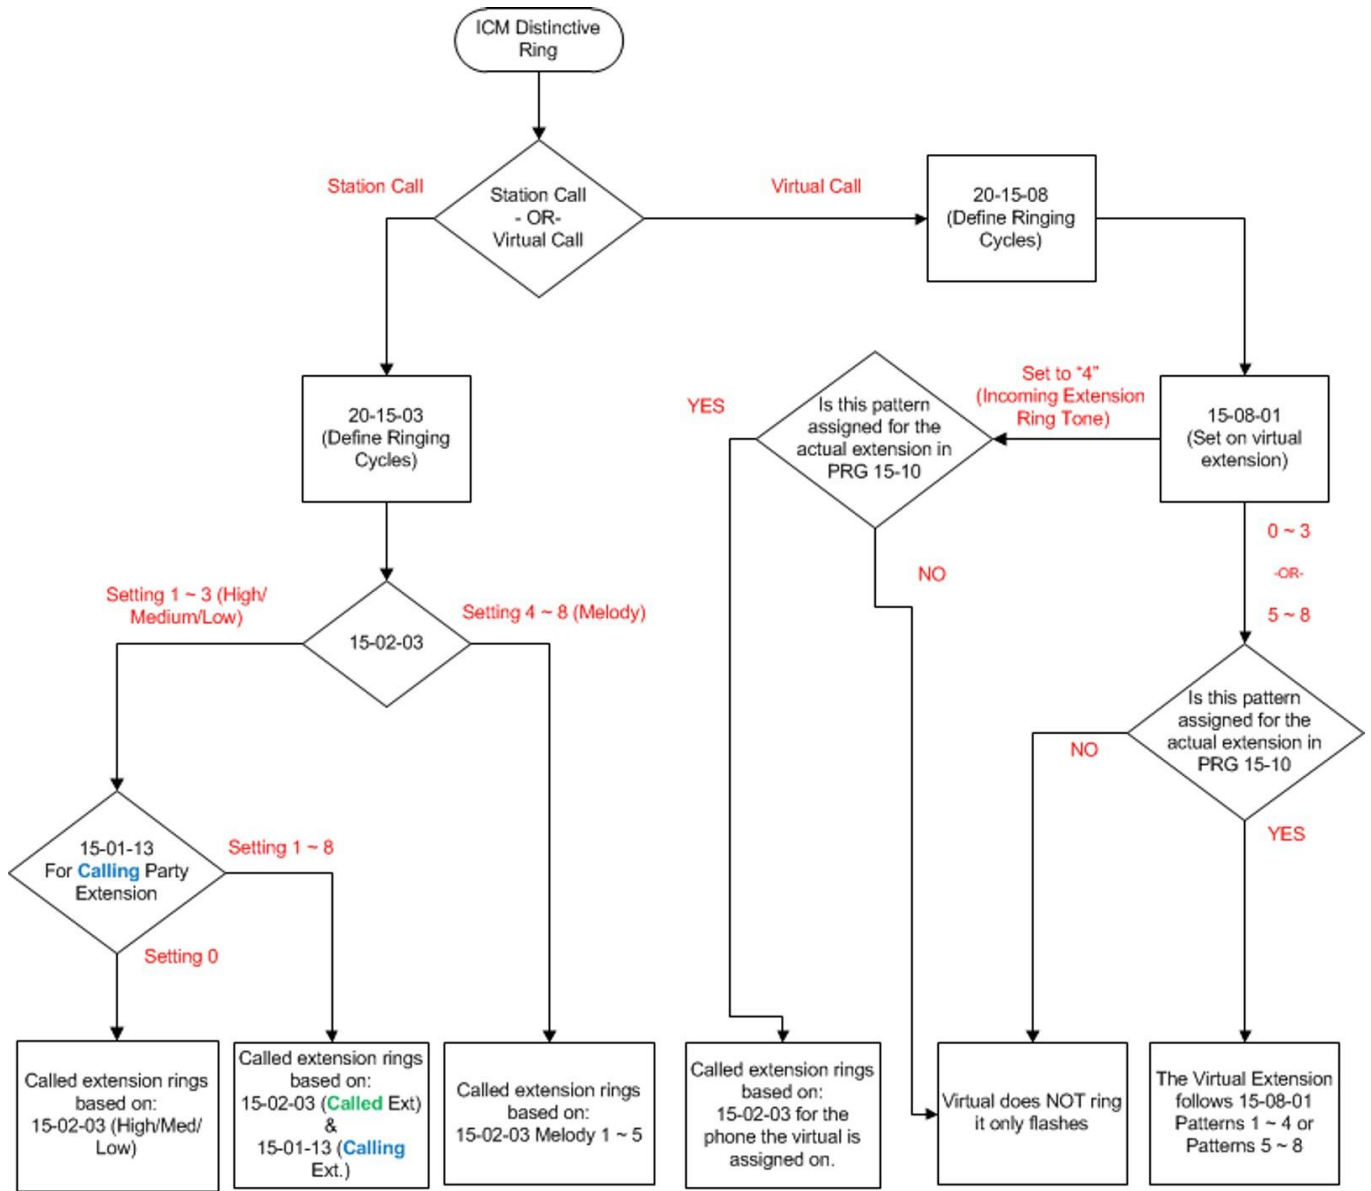 ICM Distinctive
Ring
Station Call
Station Call
- OR-
Virtual Call
Virtual Call
20-15-08
(Define Ringing
Cycles)
20-15-03
(Define Ringing
Cycles)
YES
Is this pattern
assigned for the
actual extension in
PRG 15-10
Set to “4”
(Incoming Extension
Ring Tone)
15-08-01
(Set on virtual
extension)
NO
0 ~ 3
-OR-
5 ~ 8
Setting 1 ~ 3 (High/
Medium/Low)
15-02-03
Setting 4 ~ 8 (Melody)
Is this pattern
assigned for the
actual extension in
PRG 15-10
NO
YES
15-01-13
For Calling Party
Extension
Setting 1 ~ 8
Setting 0
Called extension rings
based on:
15-02-03 (High/Med/
Low)
Called extension rings
based on:
15-02-03 (Called Ext)
&
15-01-13 (Calling
Ext.)
Called extension rings
based on:
15-02-03 Melody 1 ~ 5
Called extension rings
based on:
15-02-03 for the
phone the virtual is
assigned on.
Virtual does NOT ring
it only flashes
The Virtual Extension
follows 15-08-01
Patterns 1 ~ 4 or
Patterns 5 ~ 8